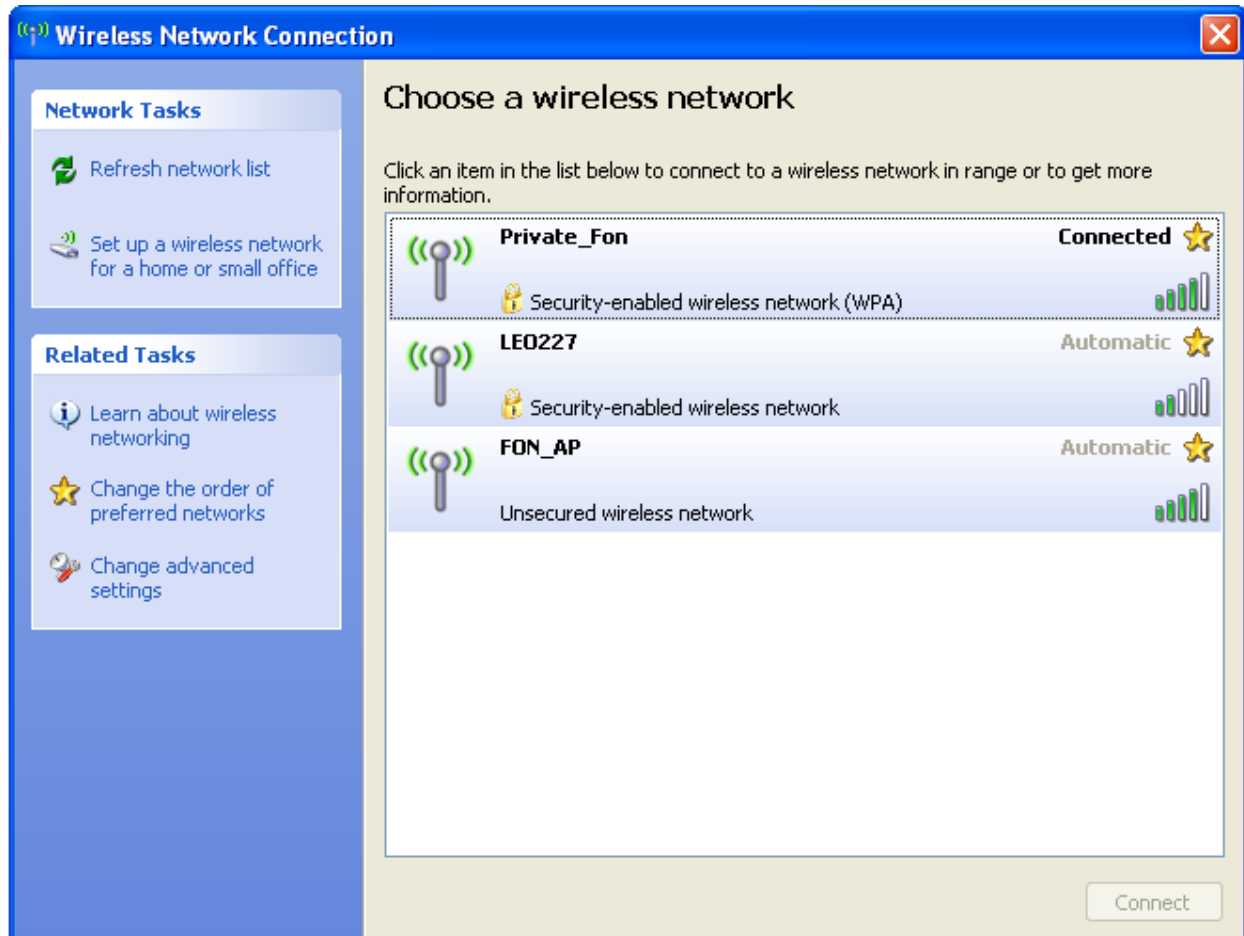 Wireless Network Connection
Network Tasks
Refresh network list
Set up a wireless network
for a home or small office
Related Tasks
Learn about wireless
networking
Change the order of
preferred networks
Change advanced
settings
Choose a wireless network
Click an item in the list below to connect to a wireless network in range or to get more
information.
Private_Fon Connected
Security-enabled wireless network (WPA)
LEO227 Automatic
Security-enabled wireless network
FON_AP Automatic
Unsecured wireless network
Connect